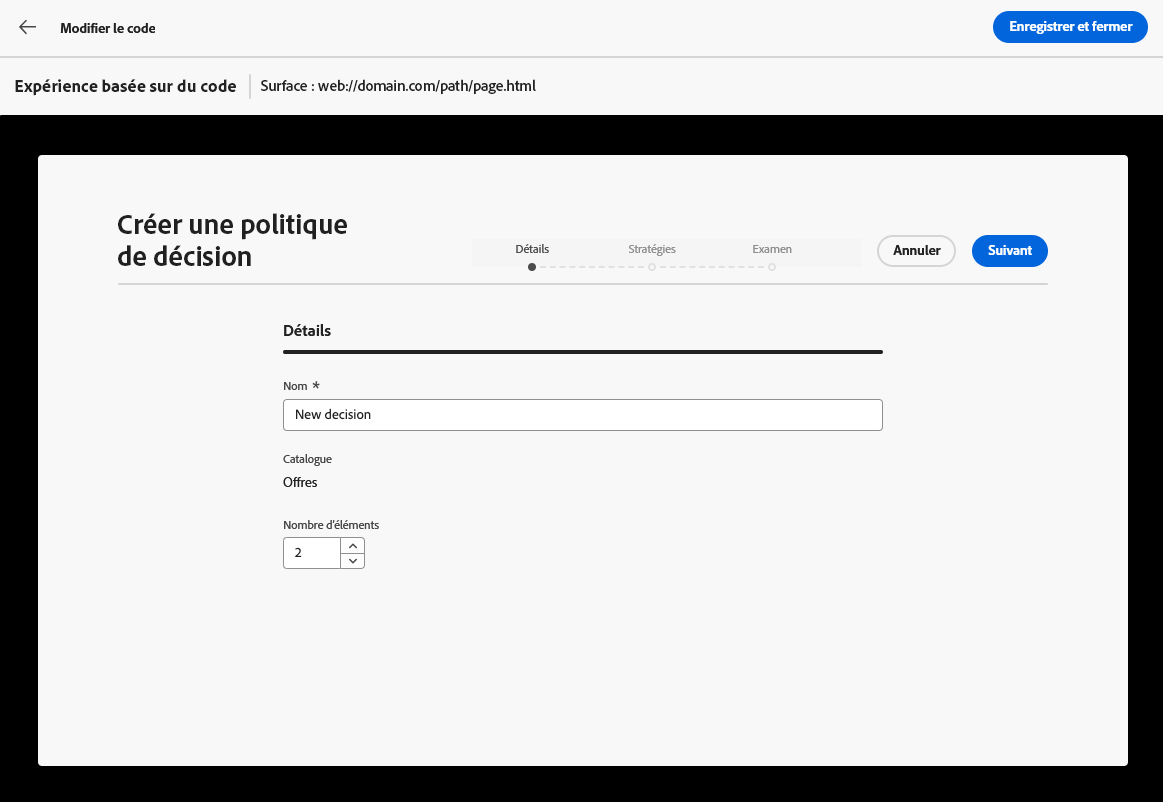 Modifier le code
Enregistrer et fermer
Expérience basée sur du code
Surface : web://domain.com/path/page.html
Créer une politique
de décision
Détails
Stratégies
Examen
Annuler
Suivant
Détails
Nom *
New decision
Catalogue
Offres
Nombre d'éléments
2